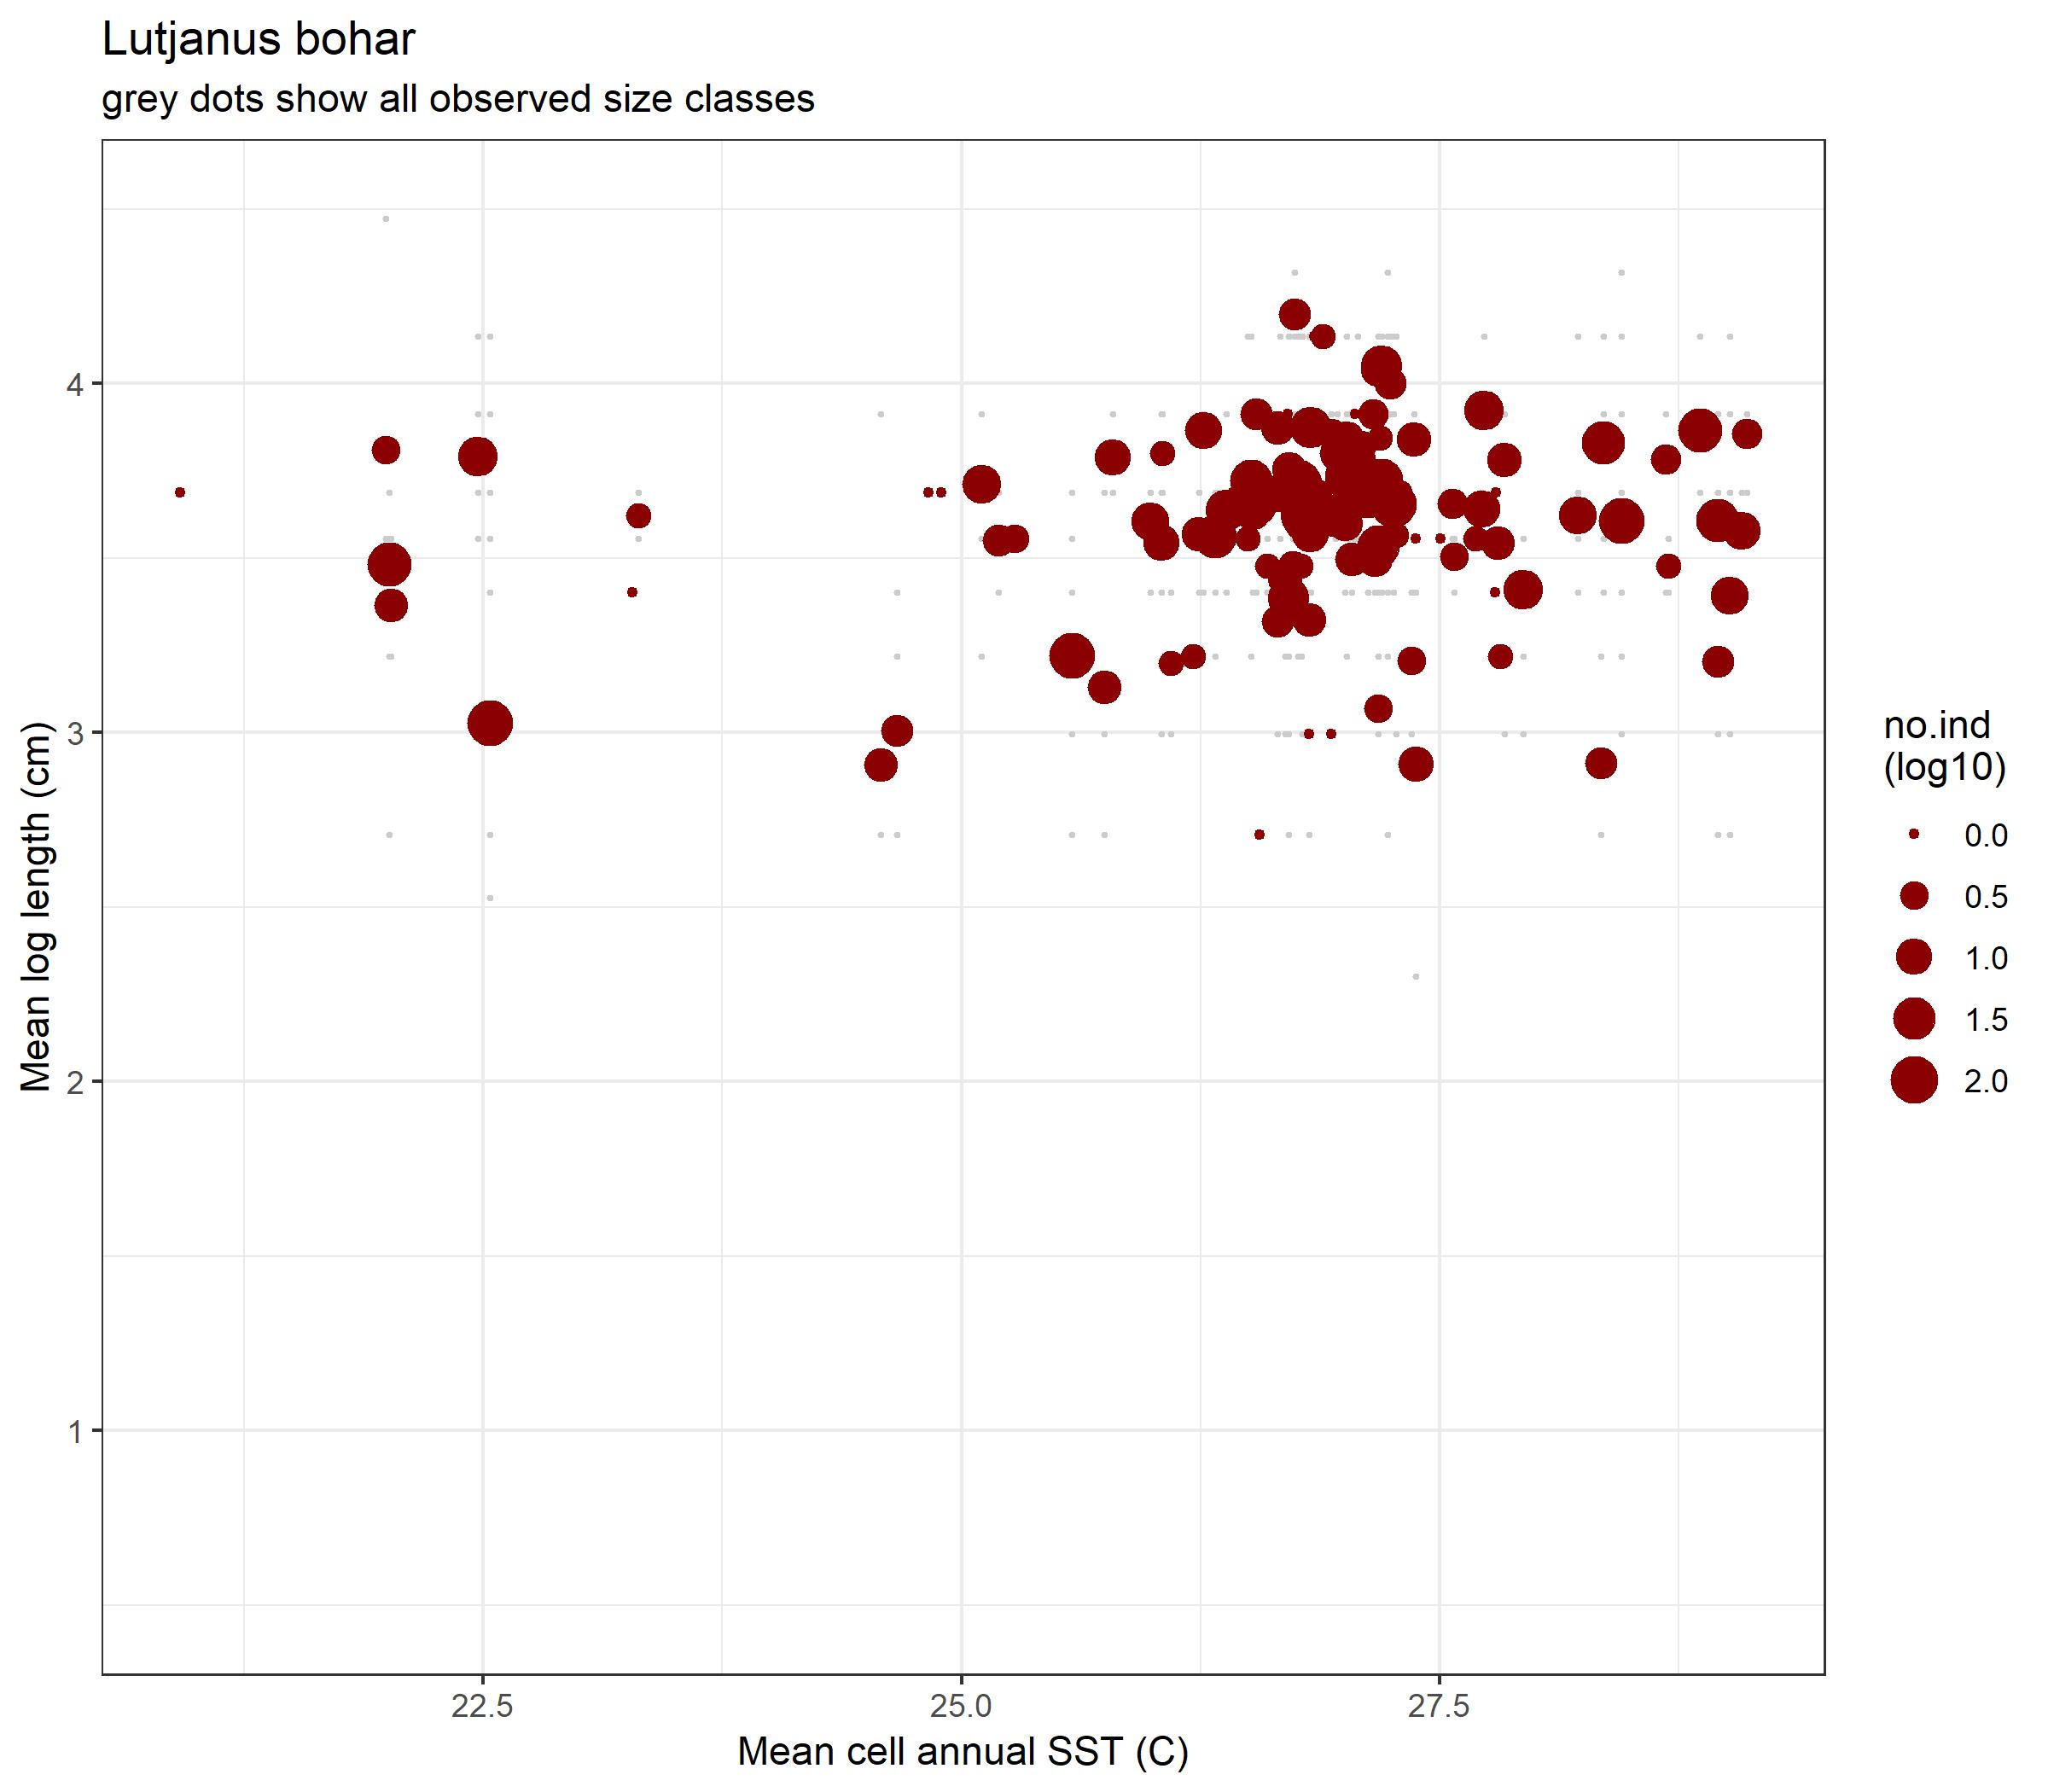 Lutjanus bohar
grey dots show all observed size classes
Mean log length (cm)
4
3
2
1
22.5
25.0
27.5
Mean cell annual SST (C)
no.ind
(log10)
0.0
0.5
1.0
1.5
2.0